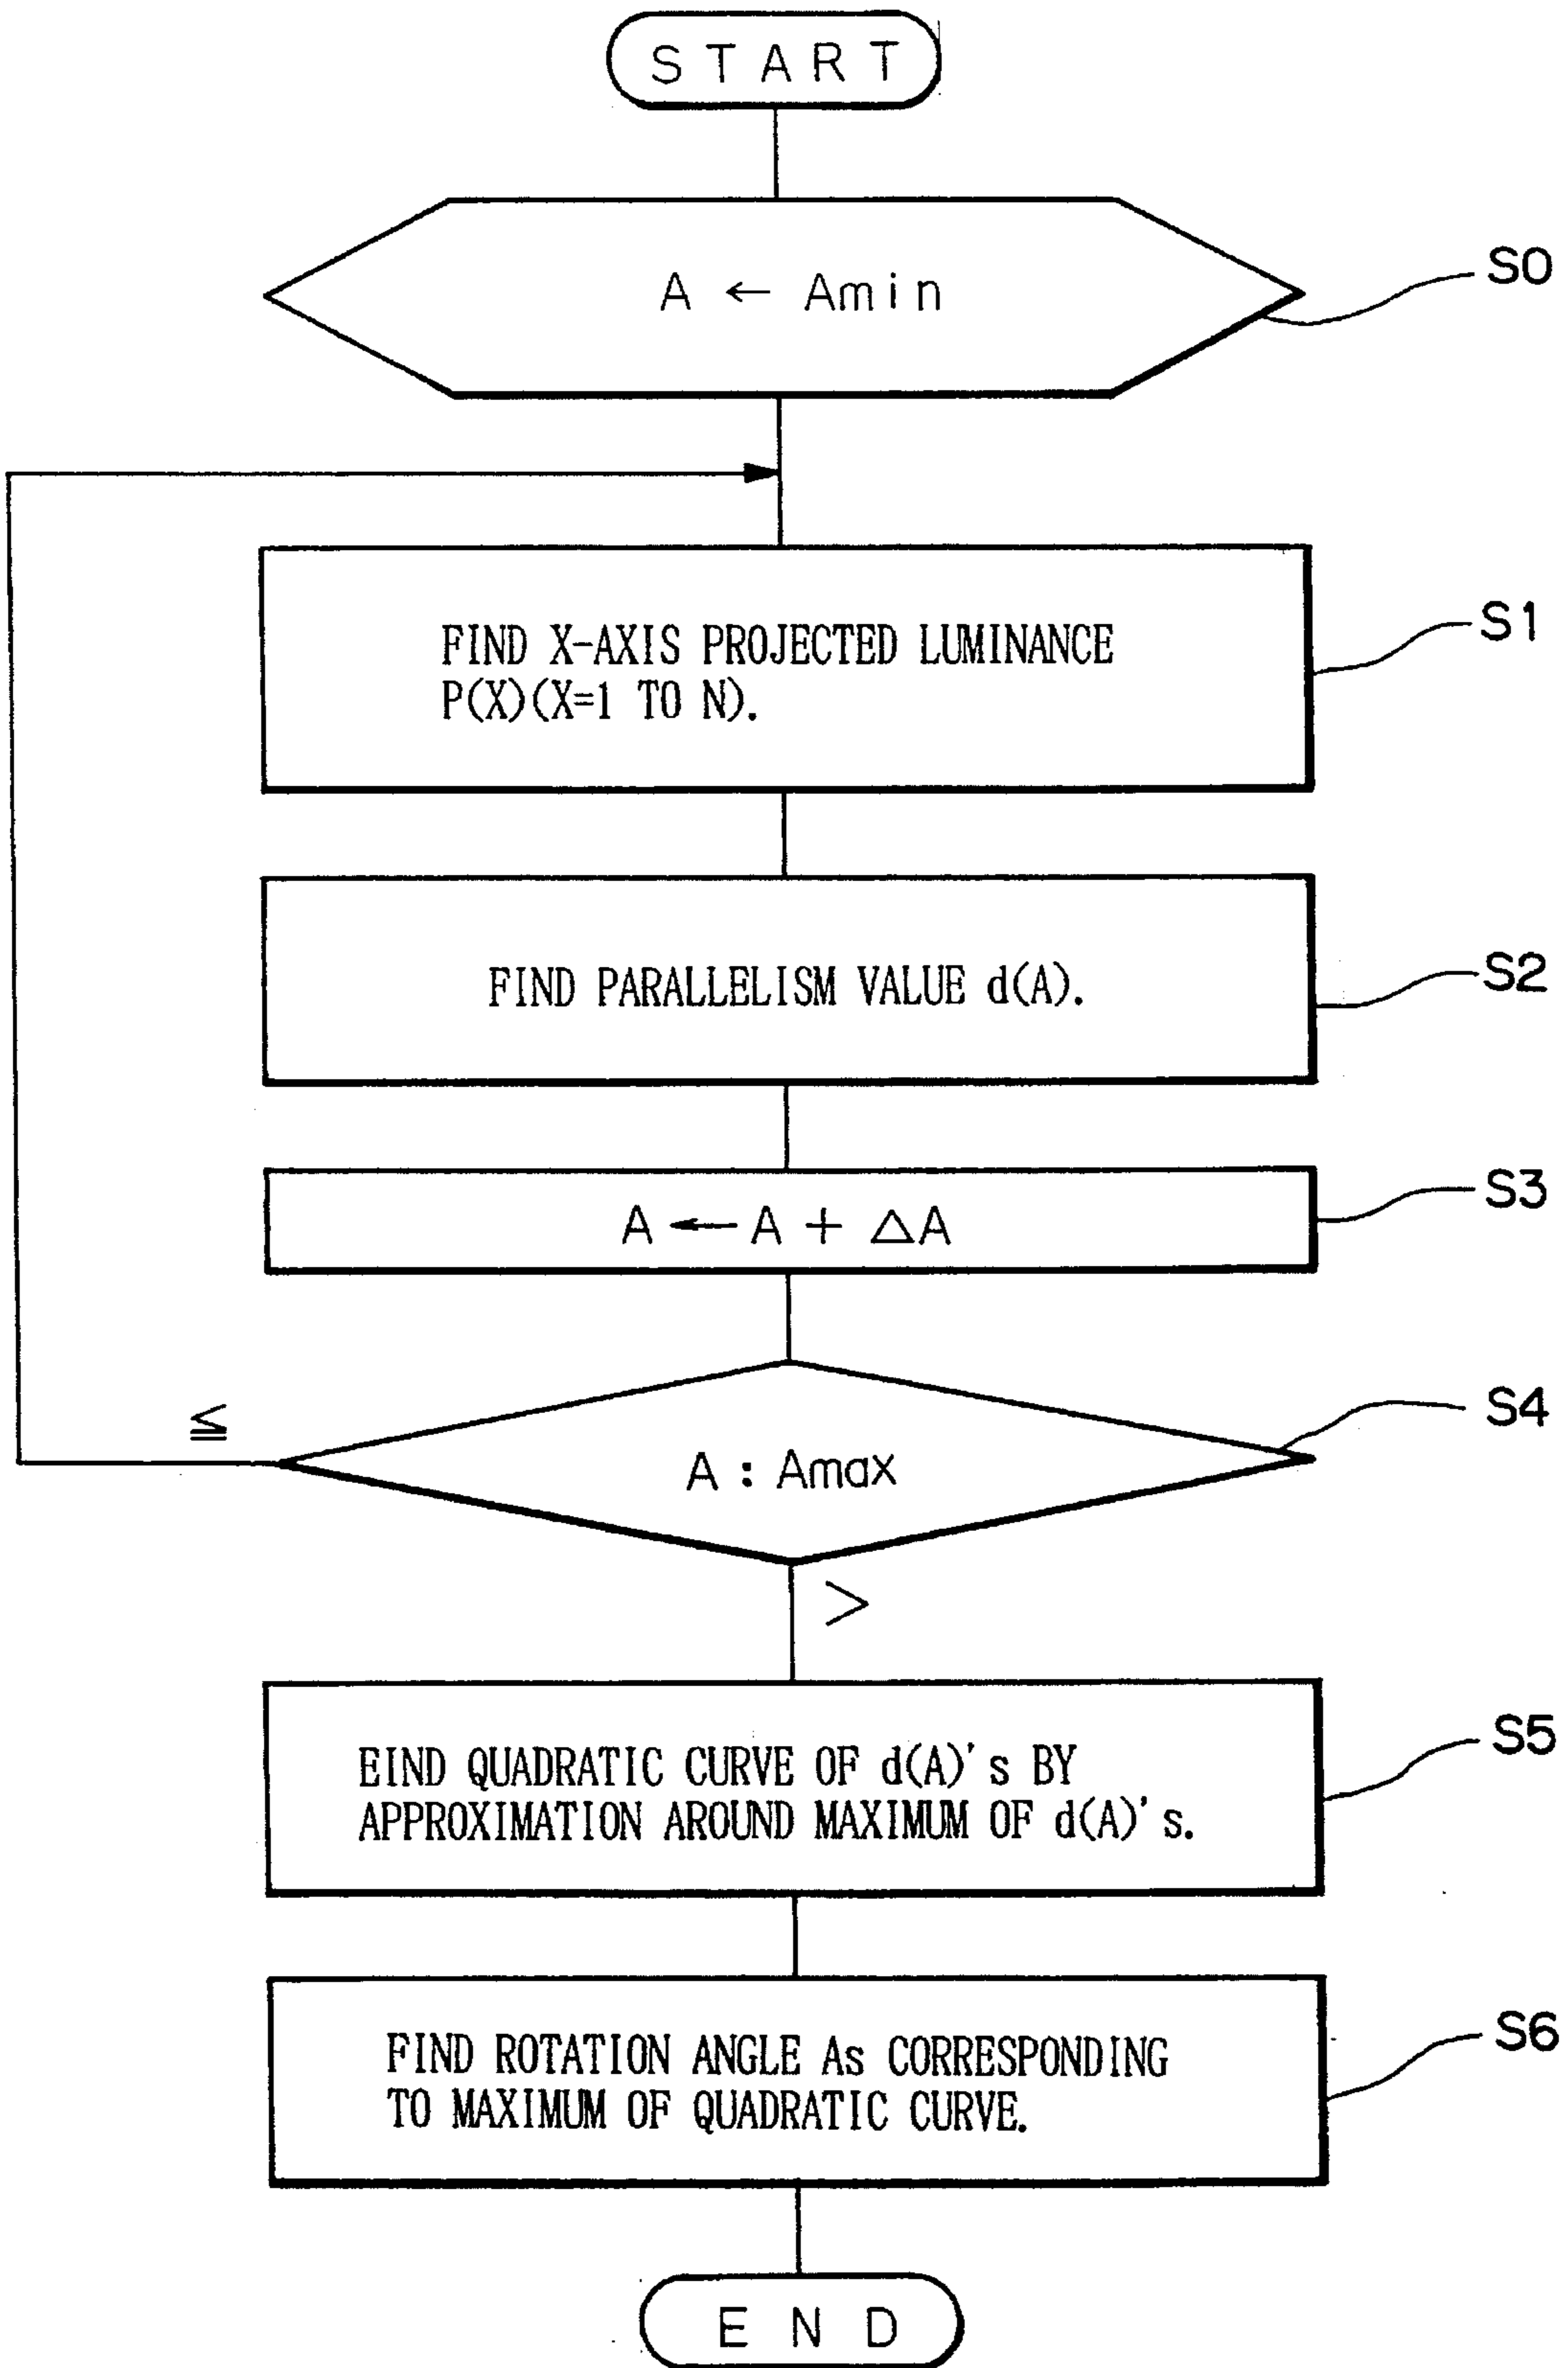 START
A ← Amin
S0
FIND X-AXIS PROJECTED LUMINANCE
P(X)(X=1 TO N).
S1
FIND PARALLELISM VALUE d(A).
S2
A ← A + △A
S3
A : Amax
S4
≦
>
EIND QUADRATIC CURVE OF d(A)'s BY
APPROXIMATION AROUND MAXIMUM OF d(A)'s.
S5
FIND ROTATION ANGLE As CORRESPONDING
TO MAXIMUM OF QUADRATIC CURVE.
S6
END